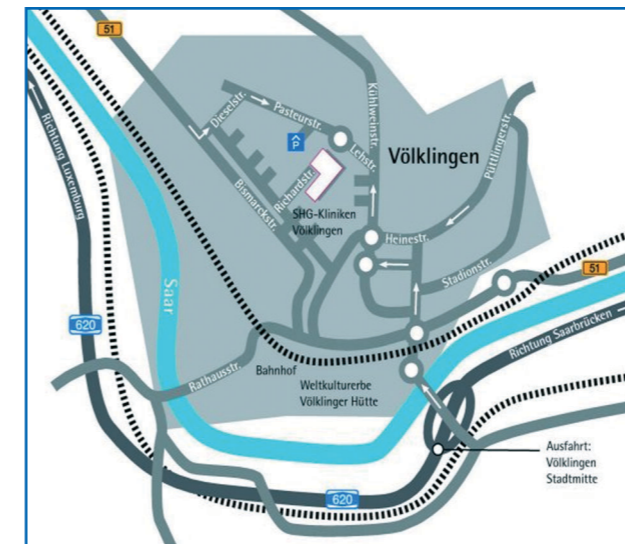 51
Dieselstr.
Pasteurstr.
P
Lehstr.
Kühlweinstr.
Püttlingerstr.
Völklingen
Richtung Luxemburg
Bismarckstr.
Richardstr.
SHG-Kliniken
Völklingen
Heinestr.
Stadionstr.
51
Saar
620
Richtung Saarbrücken
Rathausstr.
Bahnhof
Weltkulturerbe
Völklinger Hütte
Ausfahrt:
Völklingen
Stadtmitte
620